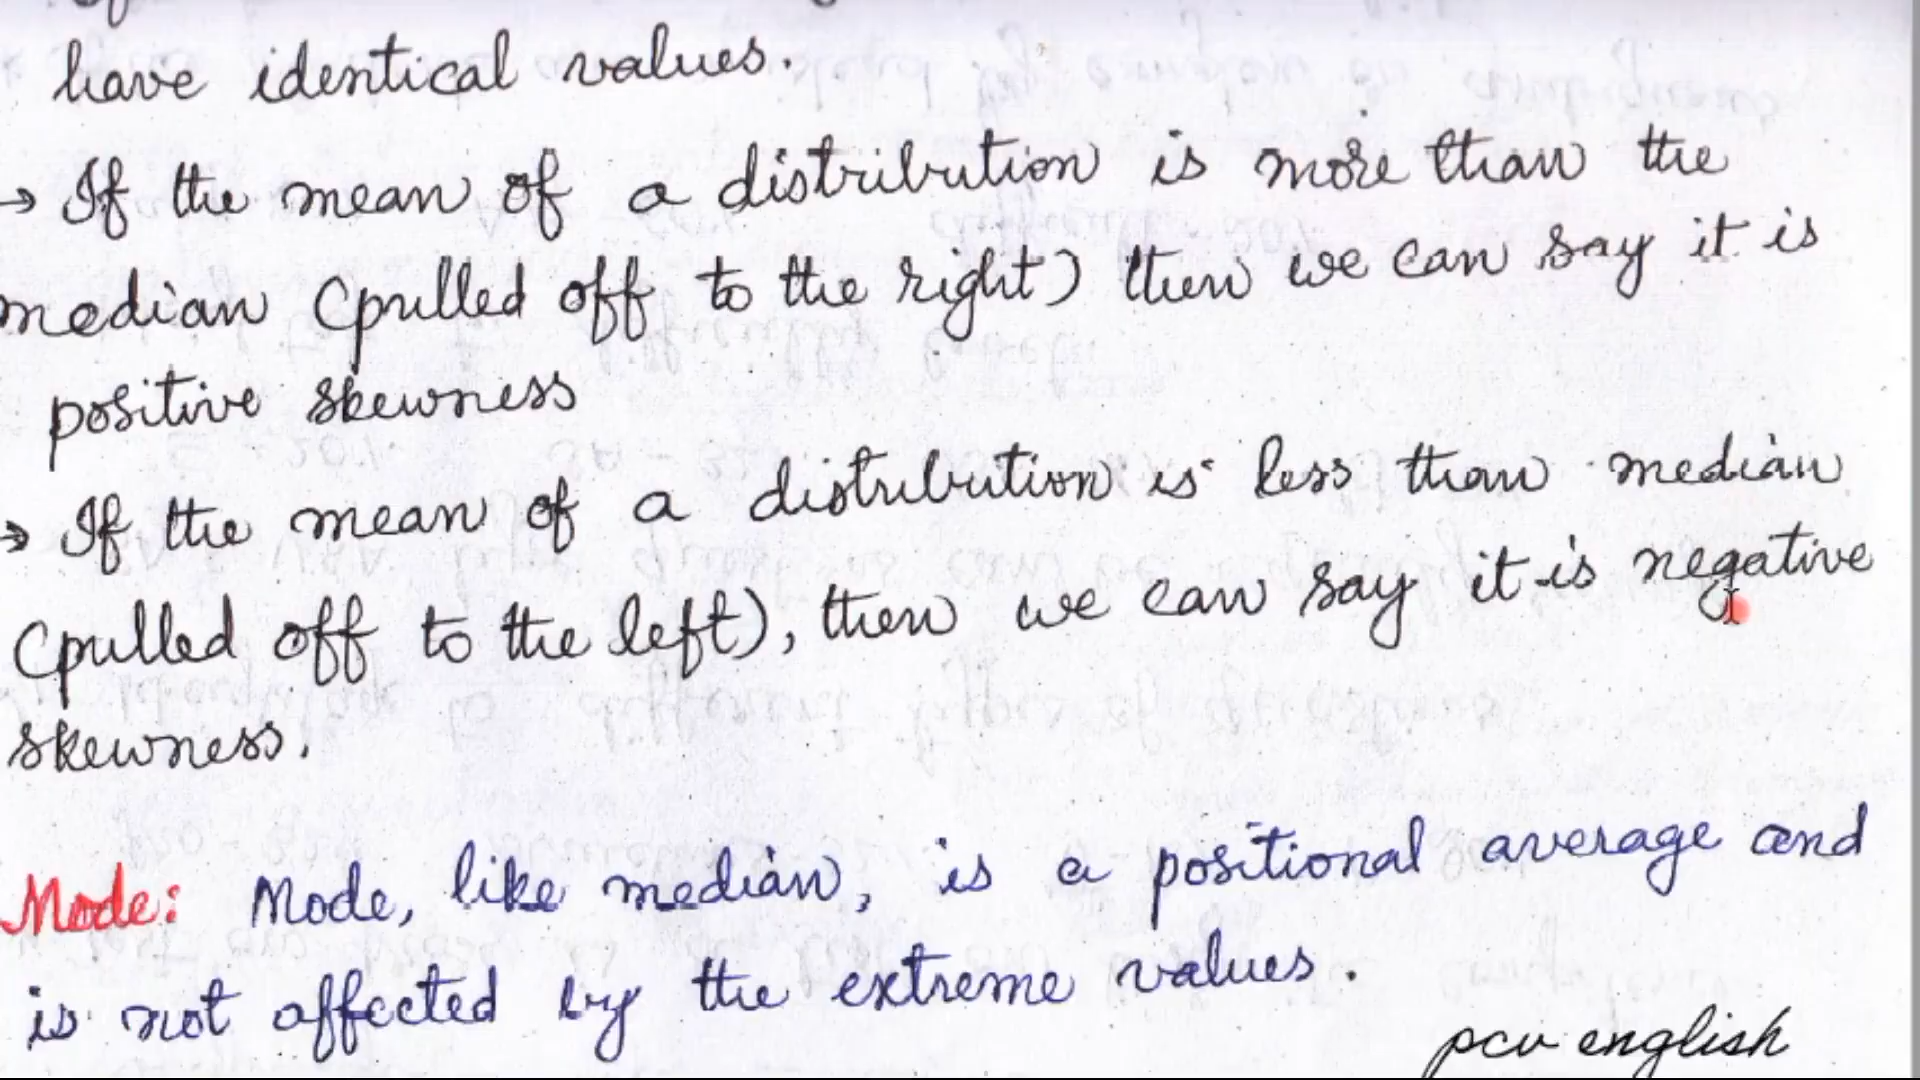 have identical values.
→ If the mean of a distribution is more than the
median (pulled off to the right) then we can say it is
positive skewness
→ If the mean of a distribution is less than median
(pulled off to the left), then we can say it is negative
skewness.
Mode: Mode, like median, is a positional average and
is not affected by the extreme values.
pcv english